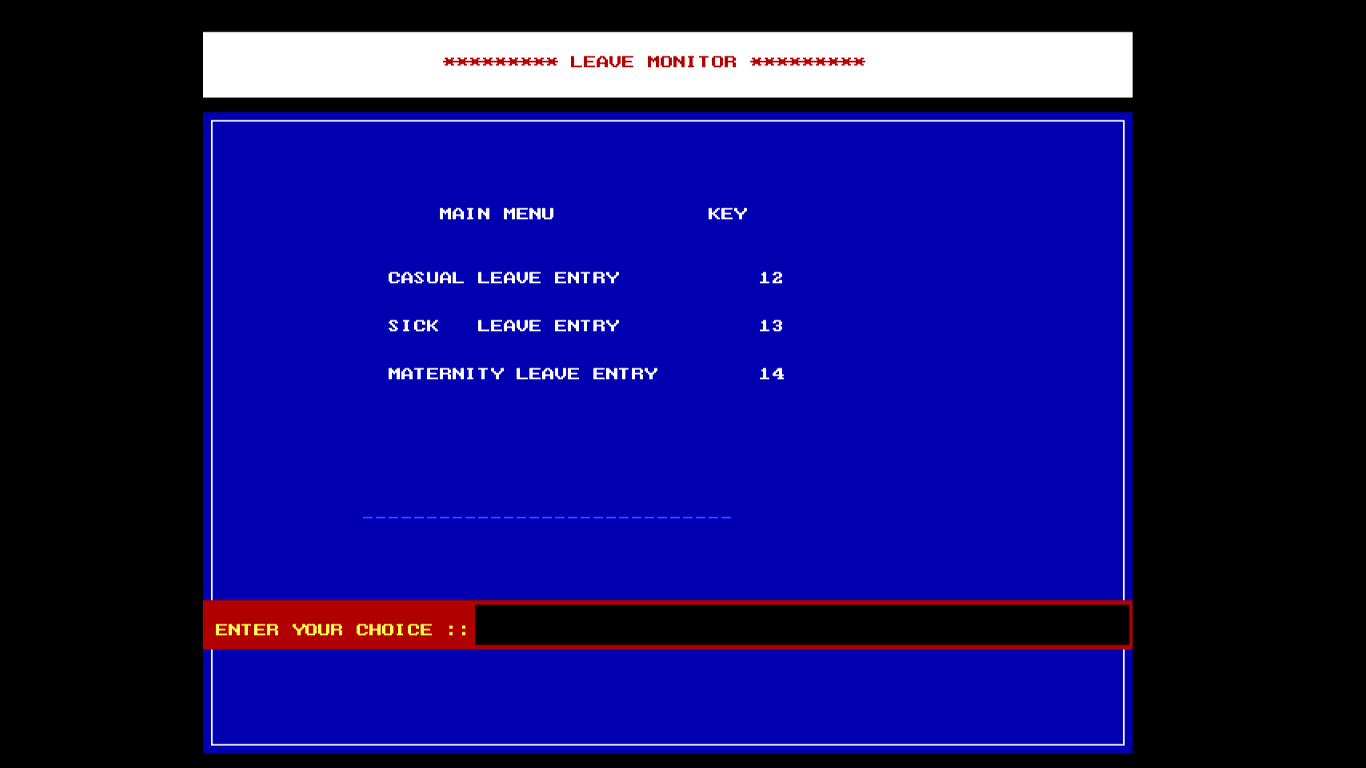 ********* LEAVE MONITOR *********
MAIN MENU KEY
CASUAL LEAVE ENTRY 12
SICK LEAVE ENTRY 13
MATERNITY LEAVE ENTRY 14
_____________________________
ENTER YOUR CHOICE ::